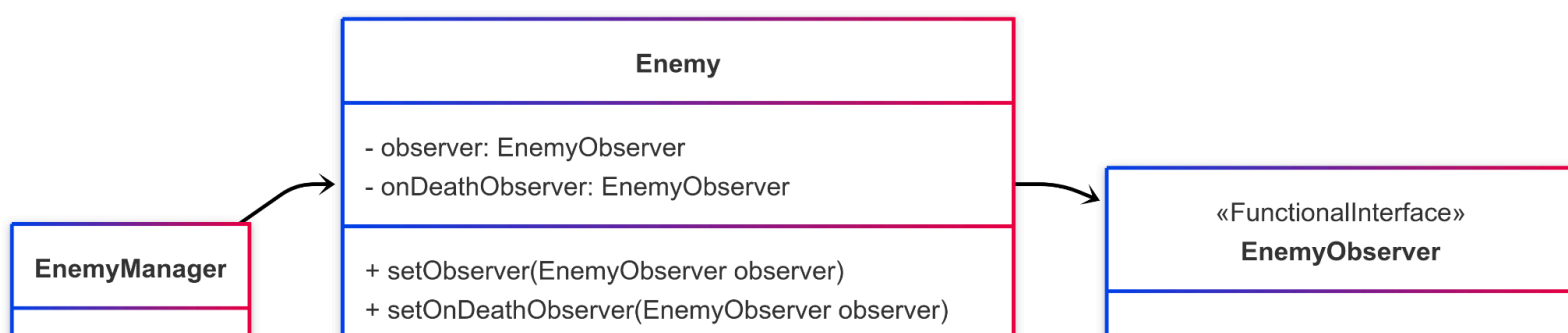 Enemy
- observer: EnemyObserver
- onDeathObserver: EnemyObserver
+ setObserver(EnemyObserver observer)
+ setOnDeathObserver(EnemyObserver observer)
EnemyManager
«FunctionalInterface»
EnemyObserver